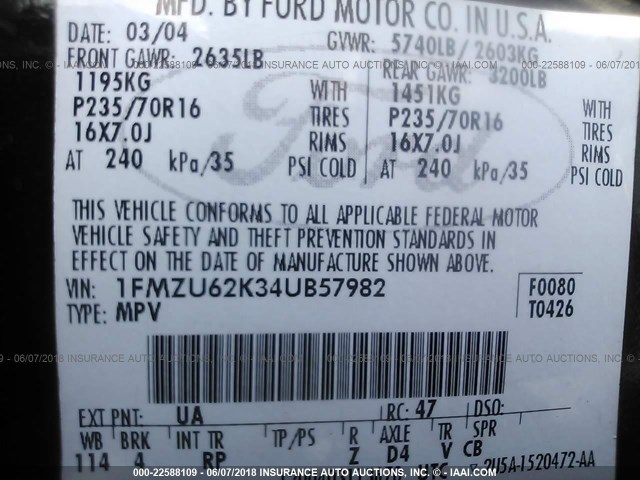 MFD. BY FORD MOTOR CO. IN U.S.A.
DATE: 03/04
GVWR: 5740LB / 2603KG
FRONT GAWR: 2635LB
REAR GAWR: 3200LB
1195KG WITH 1451KG WITH
P235/70R16 TIRES P235/70R16 TIRES
16X7.0J RIMS 16X7.0J RIMS
AT 240 kPa/35 PSI COLD AT 240 kPa/35 PSI COLD
Ford
THIS VEHICLE CONFORMS TO ALL APPLICABLE FEDERAL MOTOR
VEHICLE SAFETY AND THEFT PREVENTION STANDARDS IN
EFFECT ON THE DATE OF MANUFACTURE SHOWN ABOVE.
VIN: 1FMZU62K34UB57982 F0080
TYPE: MPV T0426
EXT PNT: UA RC: 47 DSO:
WB BRK INT TR TP/PS R AXLE TR SPR
114 4 RP Z D4 V CB
UTC 2U5A-1520472-AA
000-22588109 - 06/07/2018 INSURANCE AUTO AUCTIONS, INC. © - IAAI.COM